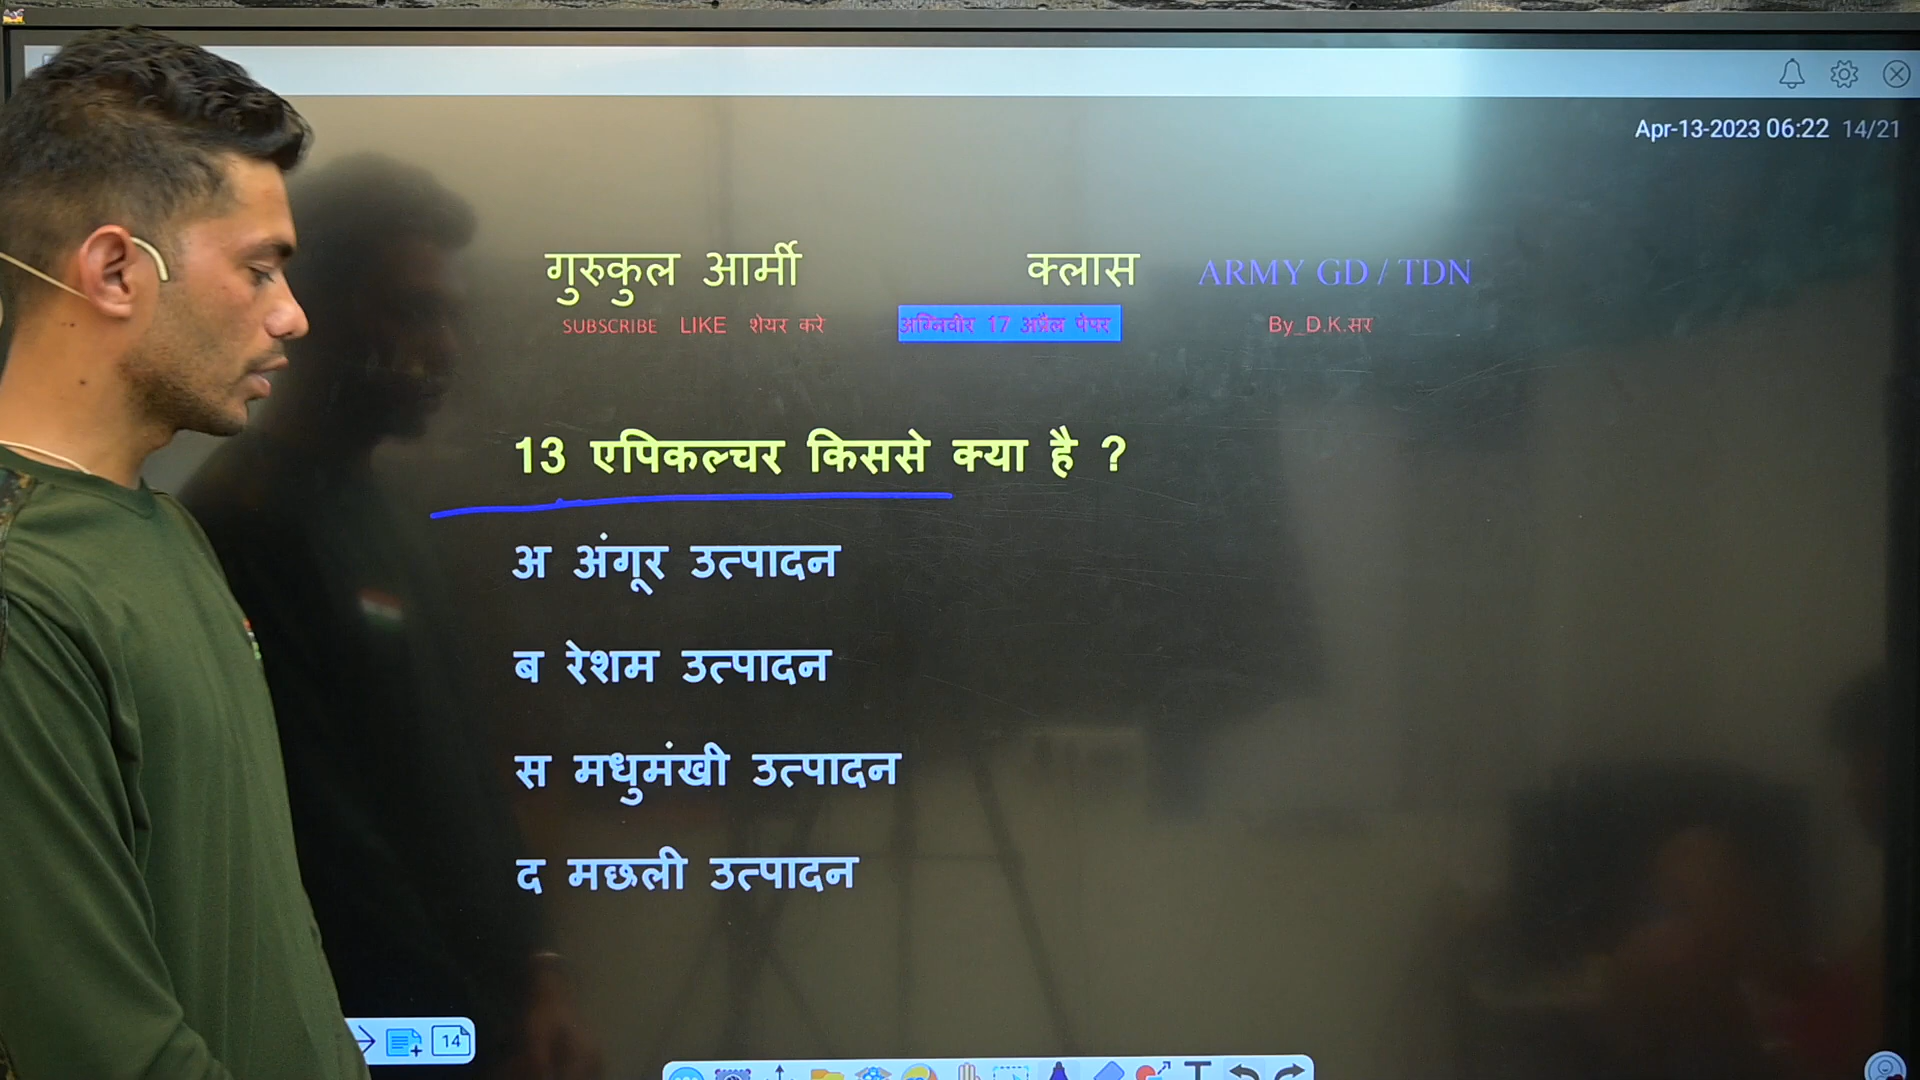 Apr-13-2023 06:22 14/21
गुरुकुल आर्मी क्लास ARMY GD / TDN
SUBSCRIBE LIKE शेयर करे अग्निवीर 17 अप्रैल पेपर By_D.K.सर
13 एपिकल्चर किससे क्या है ?
अ अंगूर उत्पादन
ब रेशम उत्पादन
स मधुमंखी उत्पादन
द मछली उत्पादन
14